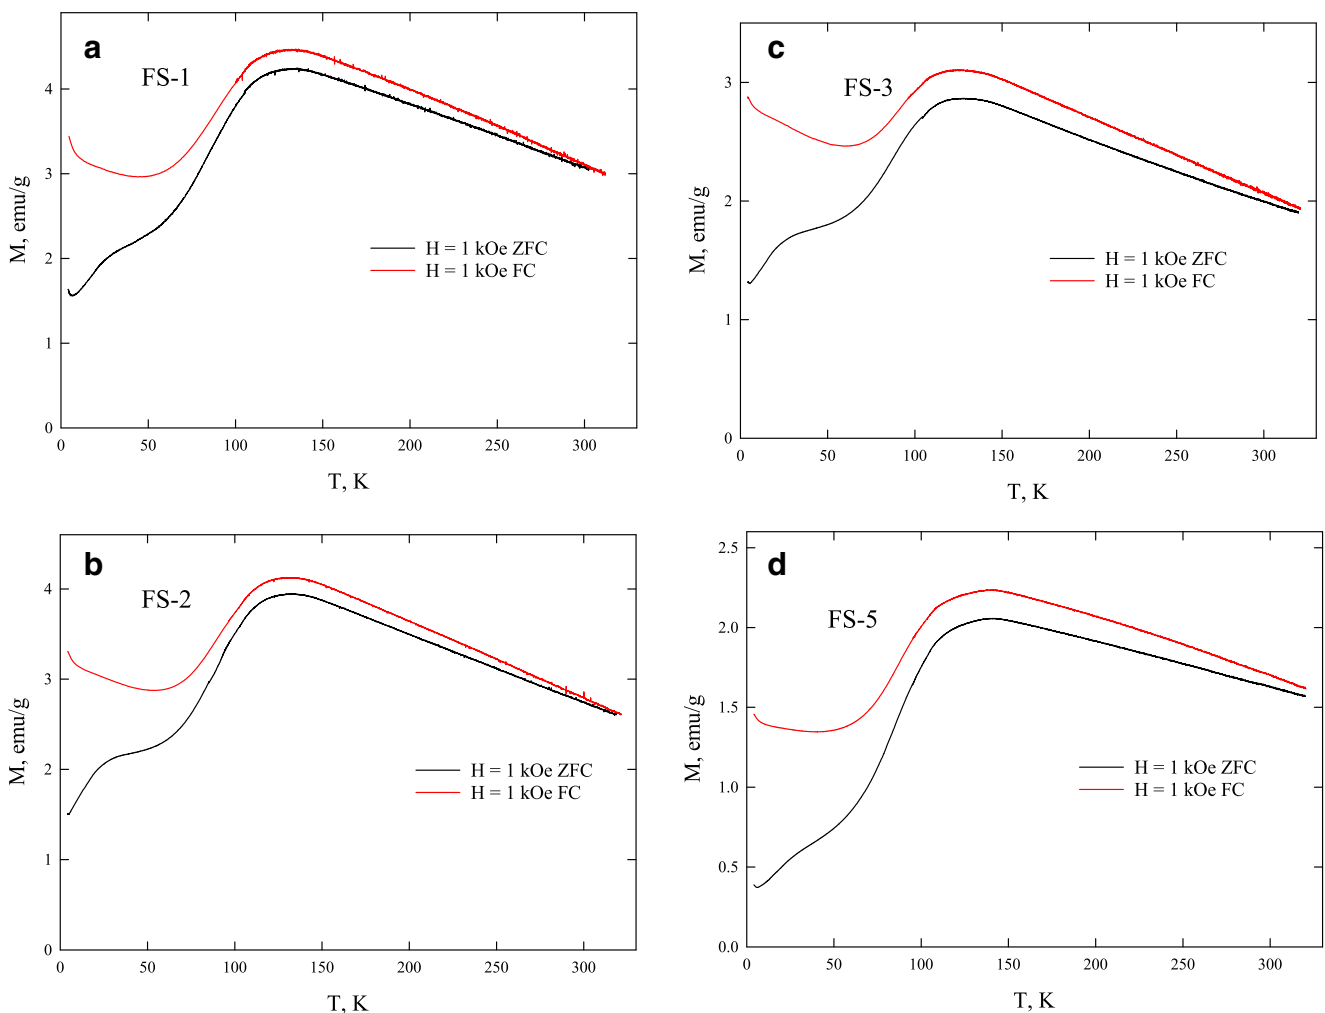 a
FS-1
4
3
2
1
0
M, emu/g
H = 1 kOe ZFC
H = 1 kOe FC
0 50 100 150 200 250 300
T, K
c
FS-3
3
2
1
0
M, emu/g
H = 1 kOe ZFC
H = 1 kOe FC
0 50 100 150 200 250 300
T, K
b
FS-2
4
3
2
1
0
M, emu/g
H = 1 kOe ZFC
H = 1 kOe FC
0 50 100 150 200 250 300
T, K
d
FS-5
2.5
2.0
1.5
1.0
0.5
0.0
M, emu/g
H = 1 kOe ZFC
H = 1 kOe FC
0 50 100 150 200 250 300
T, K